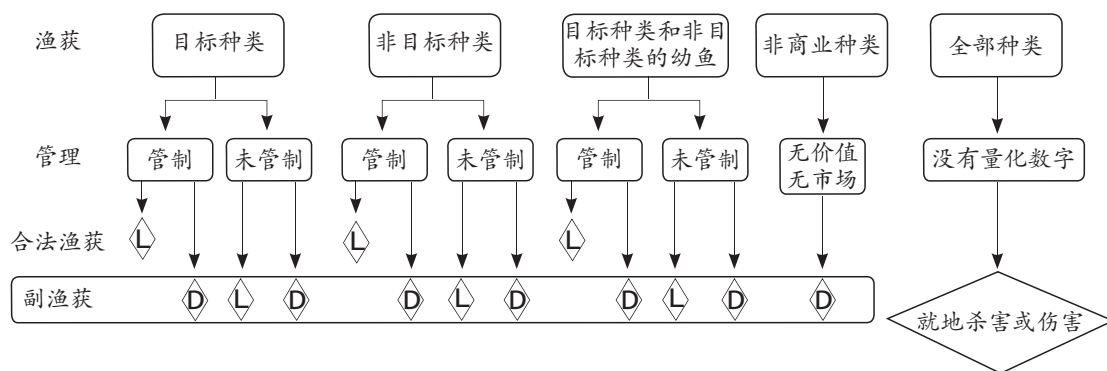 渔获
目标种类
非目标种类
目标种类和非目
标种类的幼鱼
非商业种类
全部种类
管理
管制
未管制
管制
未管制
管制
未管制
无价值
无市场
没有量化数字
合法渔获
L
L
L
副渔获
D
L
D
D
L
D
D
L
D
D
就地杀害或伤害